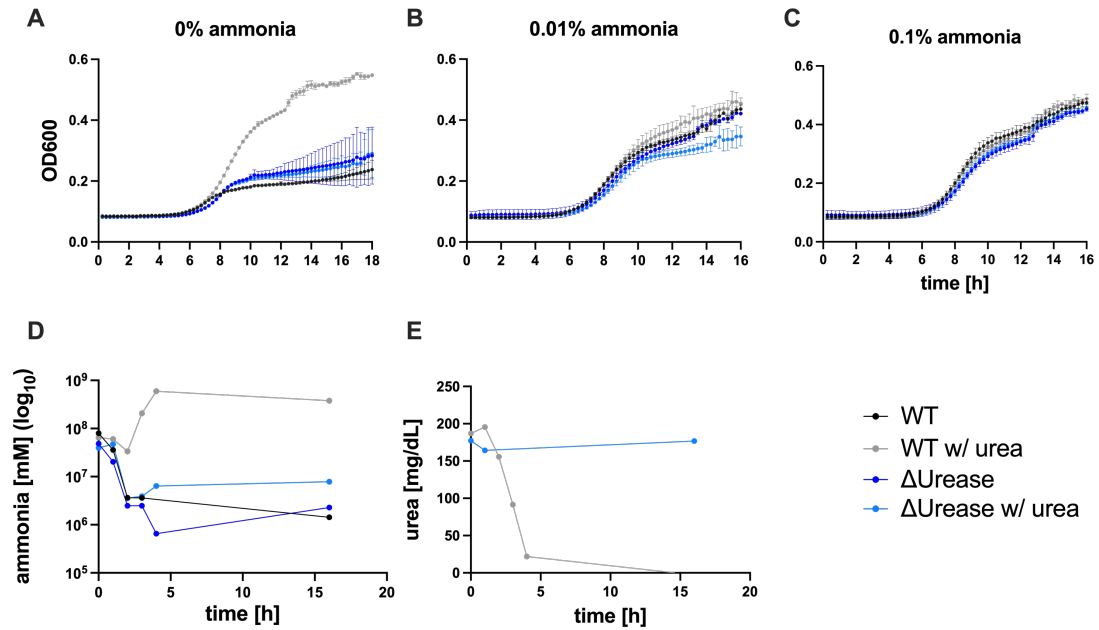 A
B
C
0% ammonia
0.01% ammonia
0.1% ammonia
OD600
0.6
0.4
0.2
0.0
0 2 4 6 8 10 12 14 16 18
0.6
0.4
0.2
0.0
0 2 4 6 8 10 12 14 16
0.6
0.4
0.2
0.0
0 2 4 6 8 10 12 14 16
time [h]
D
ammonia [mM] (log10)
10⁹
10⁸
10⁷
10⁶
10⁵
0 5 10 15 20
time [h]
E
urea [mg/dL]
250
200
150
100
50
0
0 5 10 15 20
time [h]
WT
WT w/ urea
ΔUrease
ΔUrease w/ urea